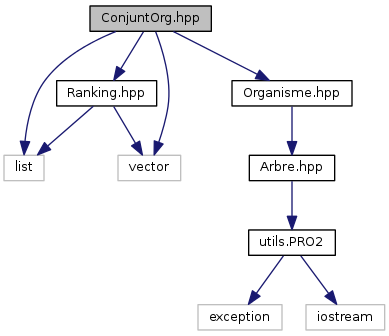 ConjuntOrg.hpp
Ranking.hpp
Organisme.hpp
list
vector
Arbre.hpp
utils.PRO2
exception
iostream